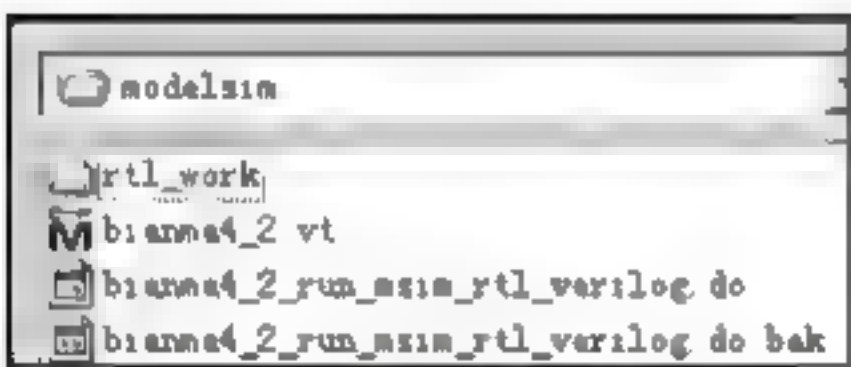 modelsim
rtl_work
bianma4_2.vt
bianma4_2_run_msim_rtl_verilog.do
bianma4_2_run_msim_rtl_verilog.do.bak